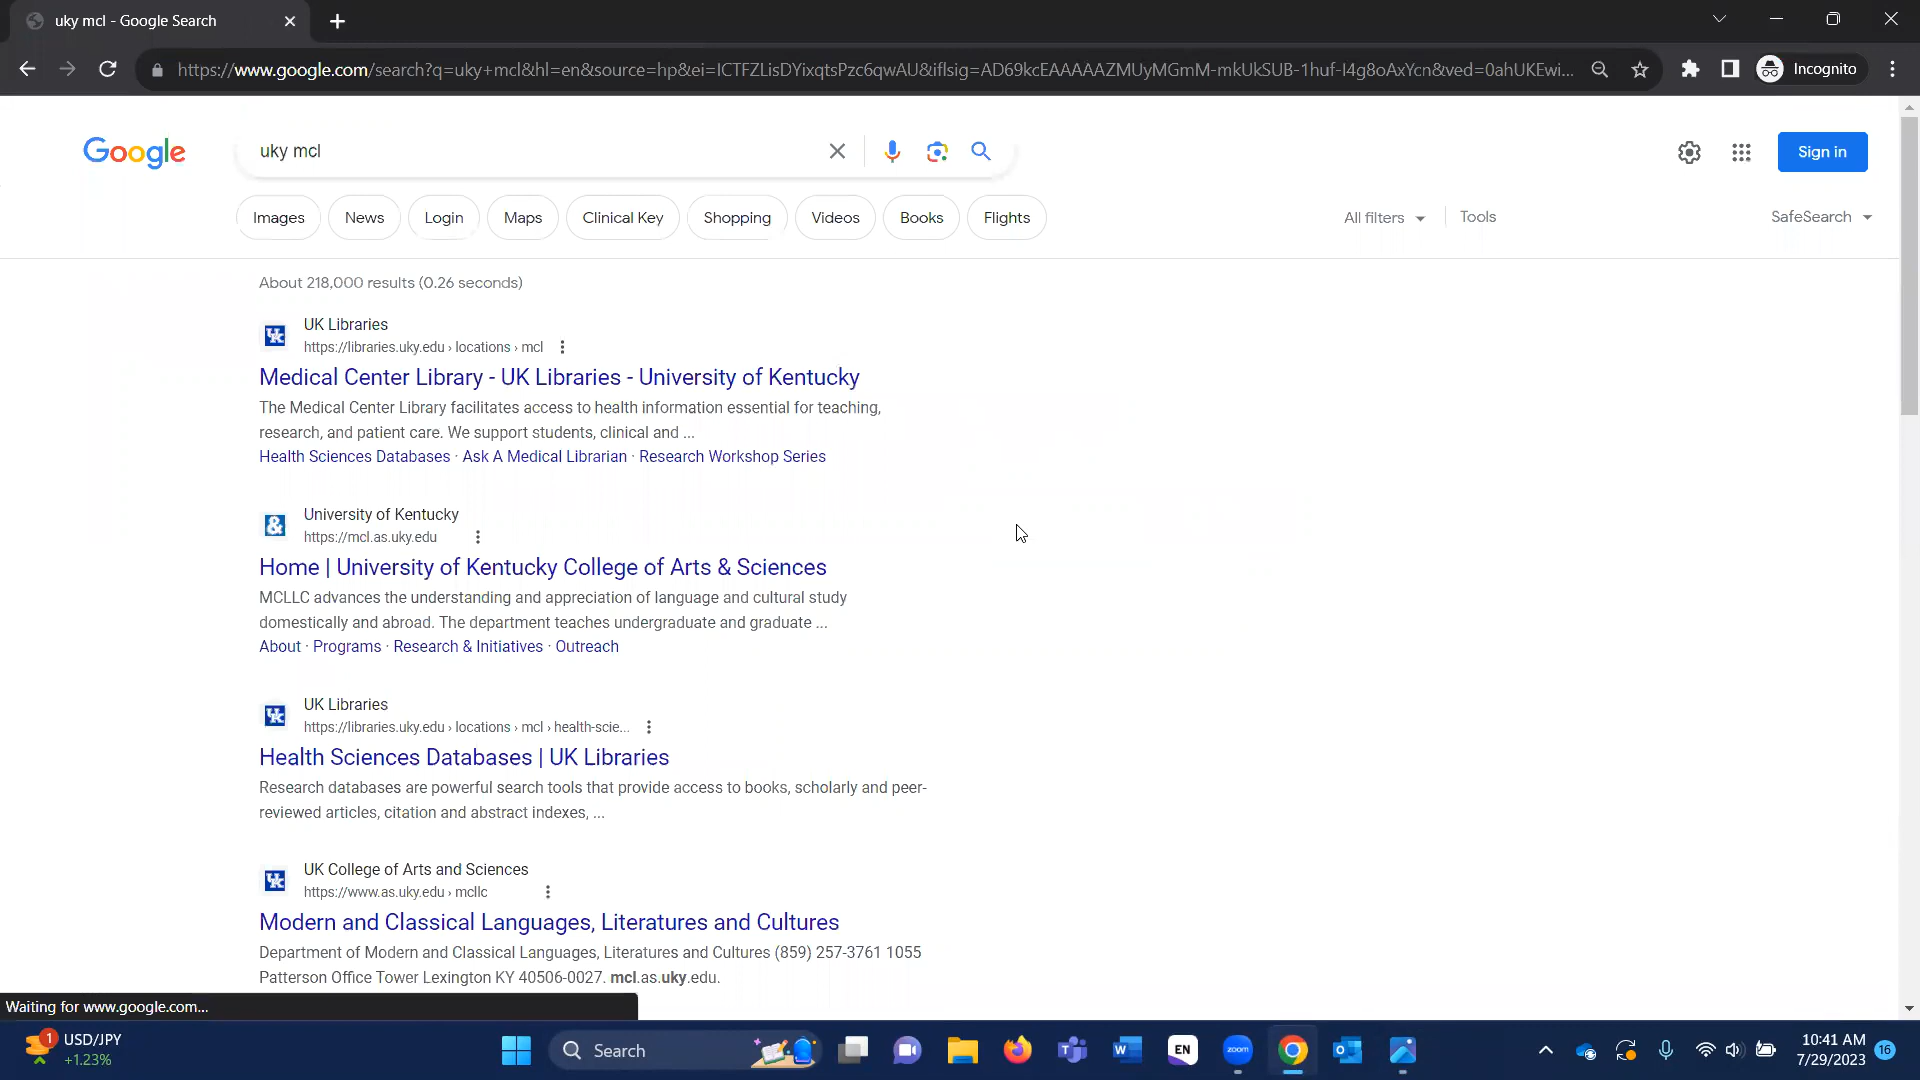 uky mcl - Google Search
https://www.google.com/search?q=uky+mcl&hl=en&source=hp&ei=ICTFZLisDYixqtsPzc6qwAU&iflsig=AD69kcEAAAAAZMUyMGmM-mkUkSUB-1huf-I4g8oAxYcn&ved=0ahUKEwi...
Incognito
Google
uky mcl
Sign in
Images
News
Login
Maps
Clinical Key
Shopping
Videos
Books
Flights
All filters
Tools
SafeSearch
About 218,000 results (0.26 seconds)
UK Libraries
https://libraries.uky.edu › locations › mcl
Medical Center Library - UK Libraries - University of Kentucky
The Medical Center Library facilitates access to health information essential for teaching,
research, and patient care. We support students, clinical and ...
Health Sciences Databases · Ask A Medical Librarian · Research Workshop Series
University of Kentucky
https://mcl.as.uky.edu
Home | University of Kentucky College of Arts & Sciences
MCLLC advances the understanding and appreciation of language and cultural study
domestically and abroad. The department teaches undergraduate and graduate ...
About · Programs · Research & Initiatives · Outreach
UK Libraries
https://libraries.uky.edu › locations › mcl › health-scie...
Health Sciences Databases | UK Libraries
Research databases are powerful search tools that provide access to books, scholarly and peer-
reviewed articles, citation and abstract indexes, ...
UK College of Arts and Sciences
https://www.as.uky.edu › mcllc
Modern and Classical Languages, Literatures and Cultures
Department of Modern and Classical Languages, Literatures and Cultures (859) 257-3761 1055
Patterson Office Tower Lexington KY 40506-0027. mcl.as.uky.edu.
Waiting for www.google.com...
1
USD/JPY
+1.23%
Search
EN
zoom
10:41 AM
7/29/2023
16